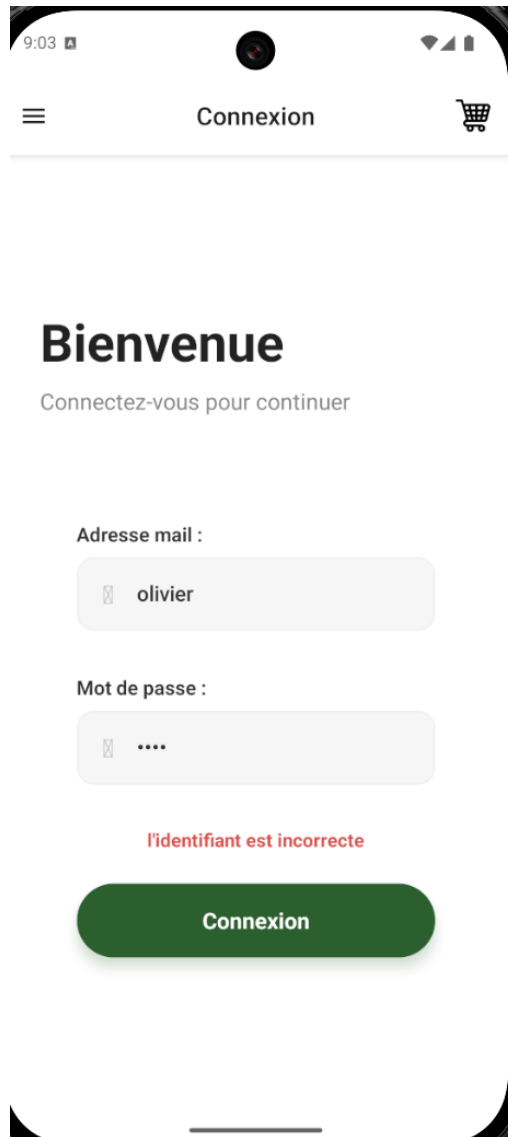 9:03
Connexion
Bienvenue
Connectez-vous pour continuer
Adresse mail :
olivier
Mot de passe :
••••
l'identifiant est incorrecte
Connexion